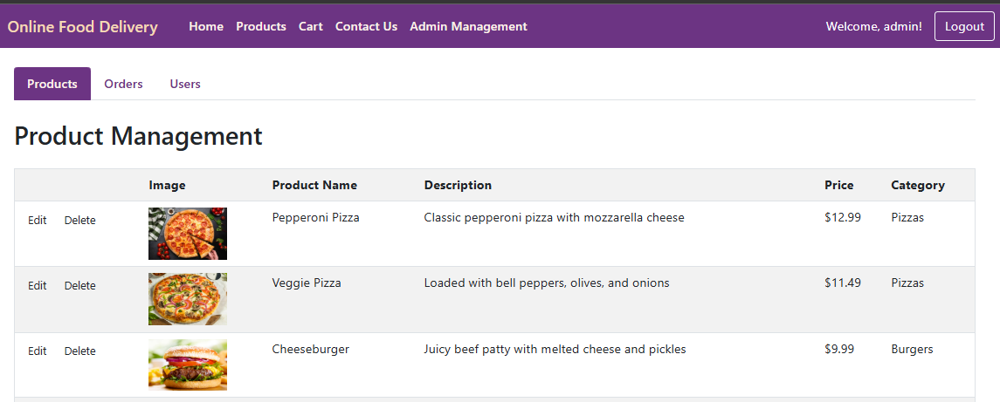 Online Food Delivery Home Products Cart Contact Us Admin Management Welcome, admin! Logout
Products Orders Users
Product Management
Image Product Name Description Price Category
Edit Delete Pepperoni Pizza Classic pepperoni pizza with mozzarella cheese $12.99 Pizzas
Edit Delete Veggie Pizza Loaded with bell peppers, olives, and onions $11.49 Pizzas
Edit Delete Cheeseburger Juicy beef patty with melted cheese and pickles $9.99 Burgers